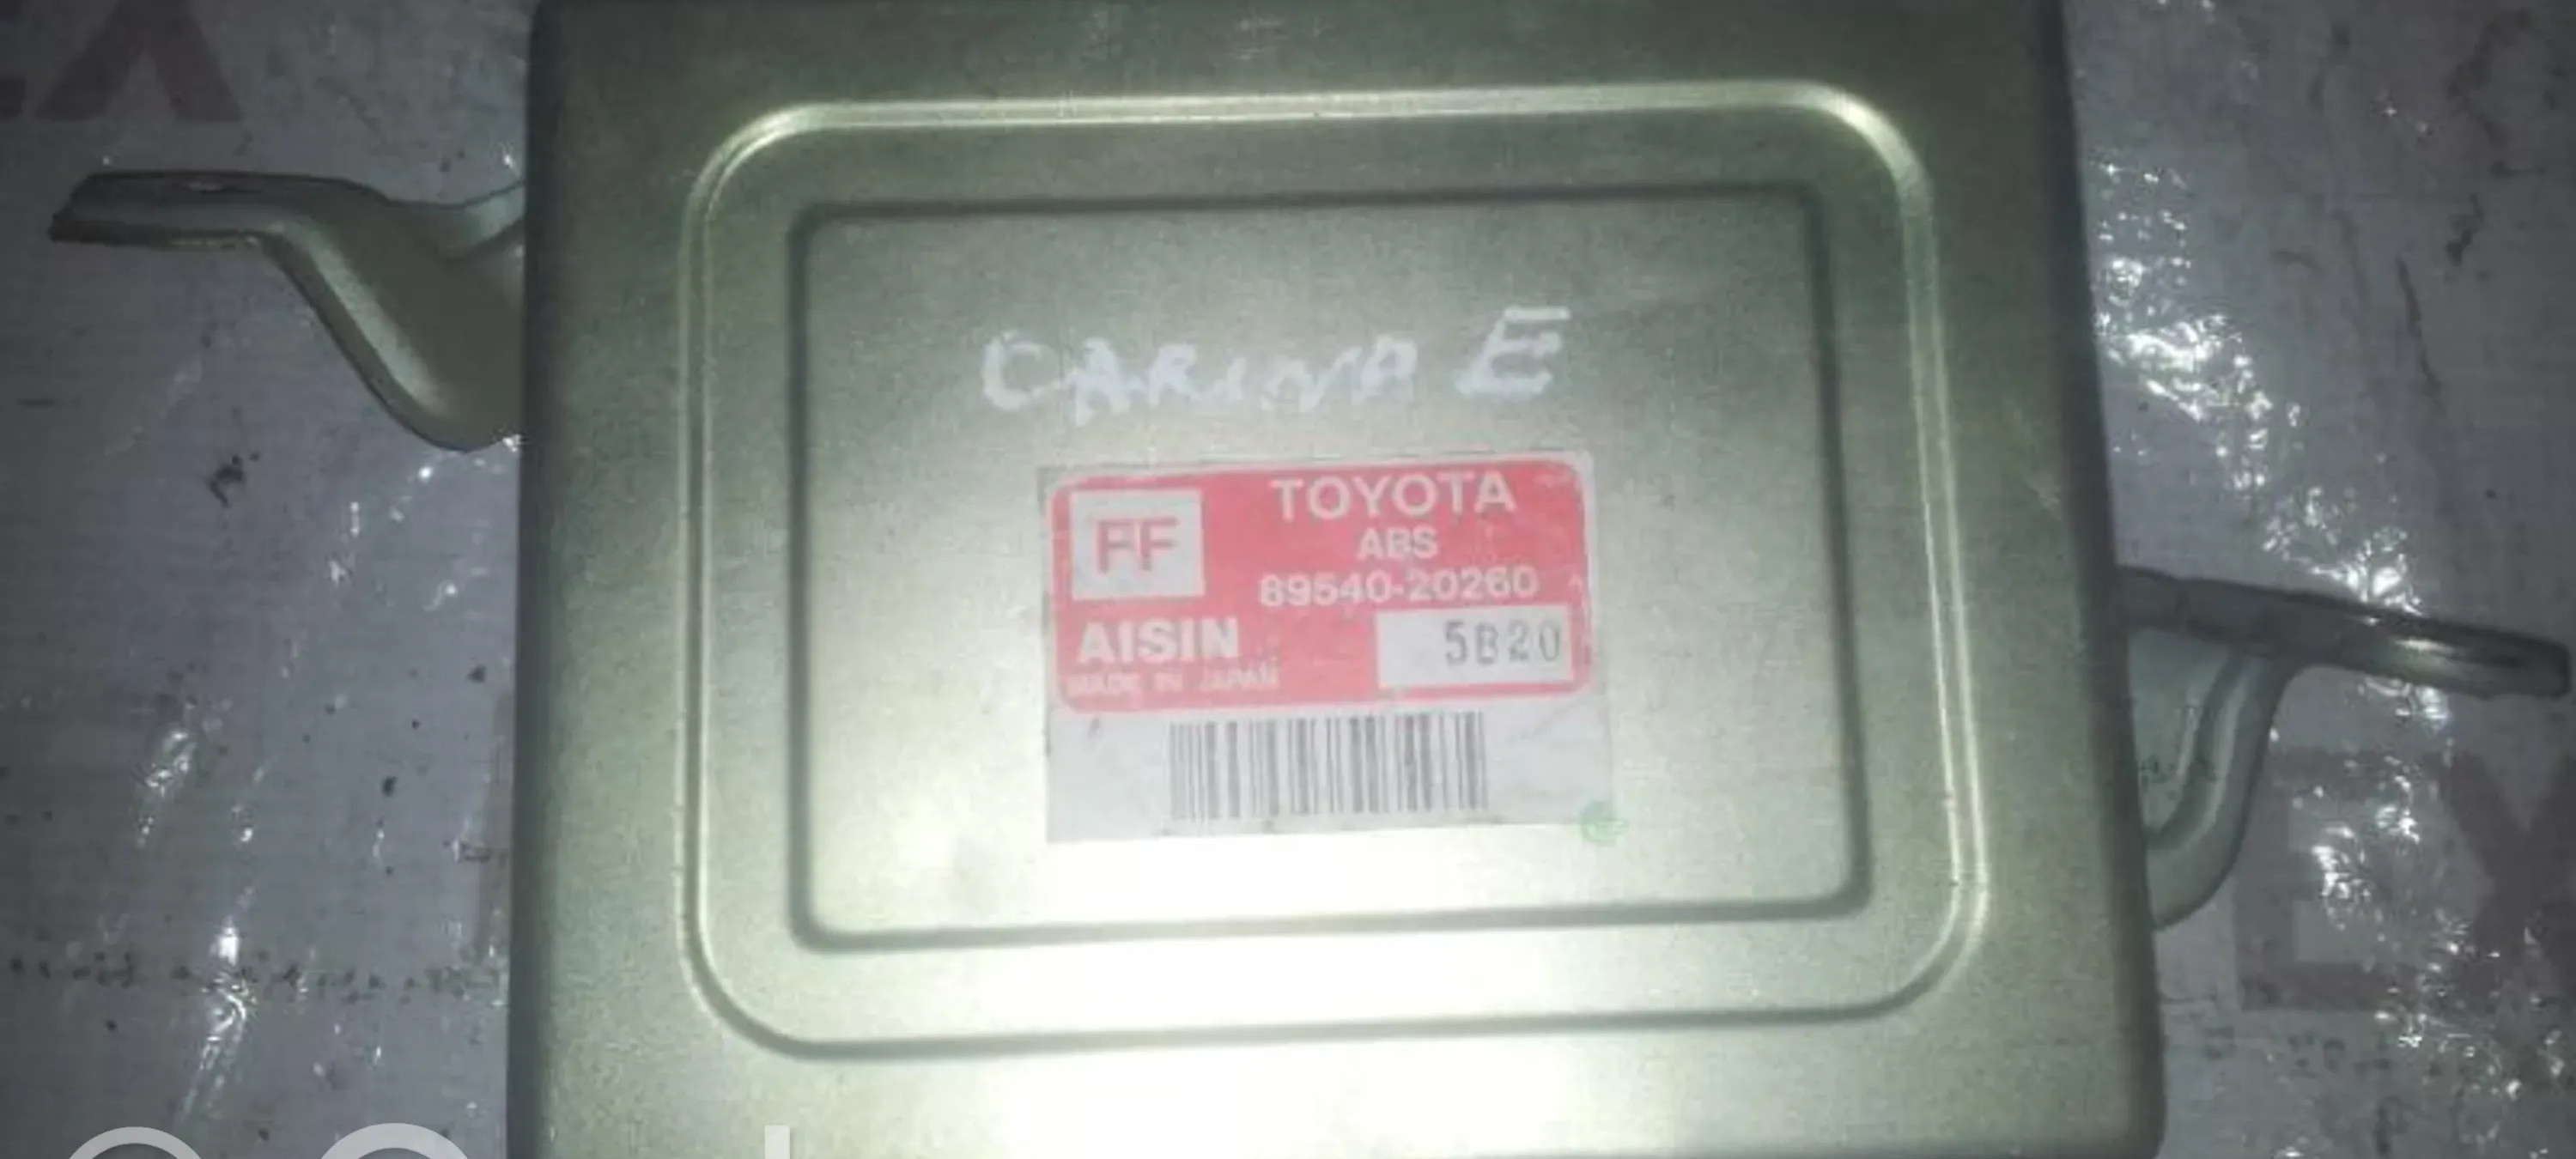 CARINA E
FF
TOYOTA
ABS
89540-20260
AISIN
5B20
MADE IN JAPAN